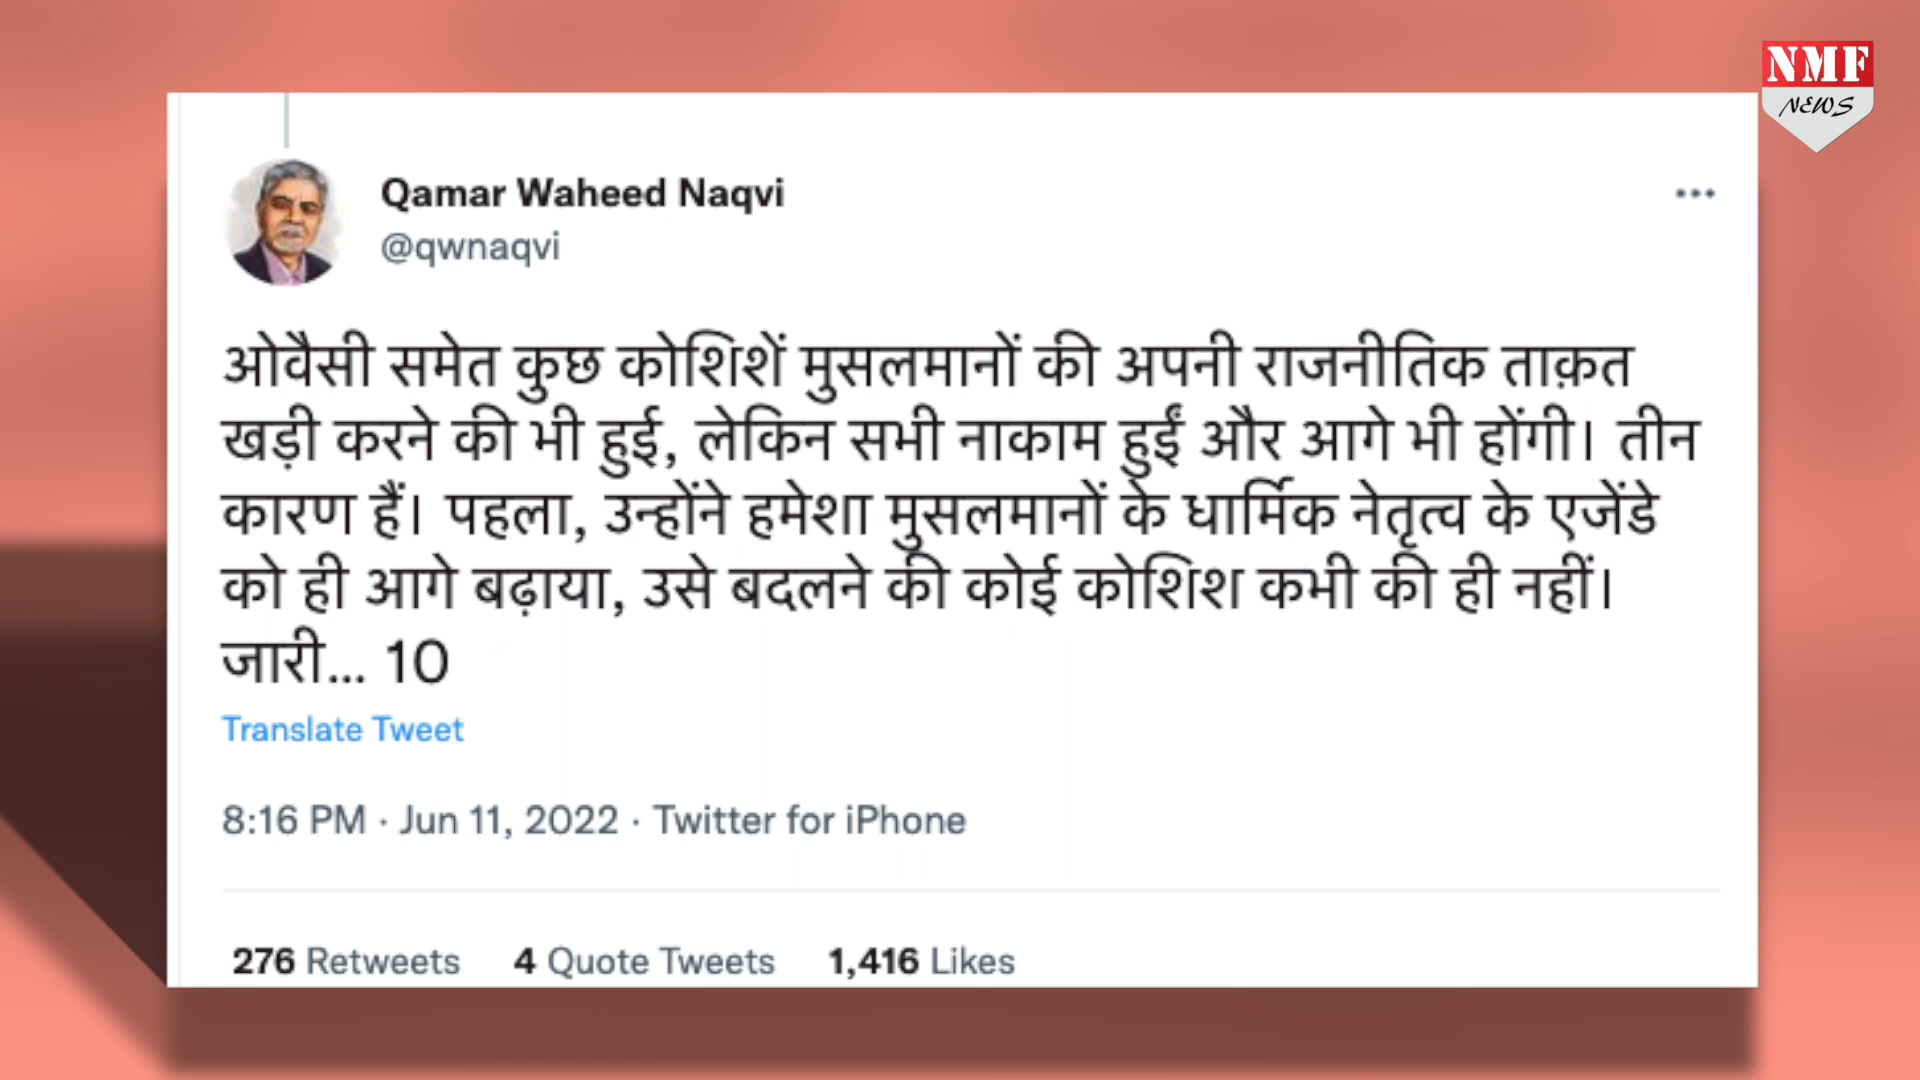 NMF
NEWS
Qamar Waheed Naqvi
@qwnaqvi
ओवैसी समेत कुछ कोशिशें मुसलमानों की अपनी राजनीतिक ताक़त
खड़ी करने की भी हुई, लेकिन सभी नाकाम हुईं और आगे भी होंगी। तीन
कारण हैं। पहला, उन्होंने हमेशा मुसलमानों के धार्मिक नेतृत्व के एजेंडे
को ही आगे बढ़ाया, उसे बदलने की कोई कोशिश कभी की ही नहीं।
जारी... 10
Translate Tweet
8:16 PM · Jun 11, 2022 · Twitter for iPhone
276 Retweets 4 Quote Tweets 1,416 Likes